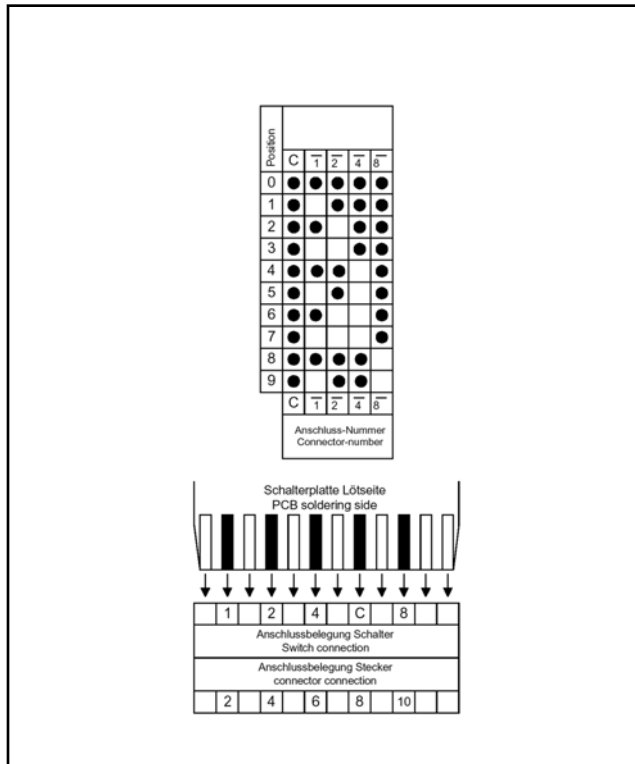 Position
C 1̅ 2̅ 4̅ 8̅
0
1
2
3
4
5
6
7
8
9
C 1̅ 2̅ 4̅ 8̅
Anschluss-Nummer
Connector-number
Schalterplatte Lötseite
PCB soldering side
1 2 4 C 8
Anschlussbelegung Schalter
Switch connection
Anschlussbelegung Stecker
connector connection
2 4 6 8 10